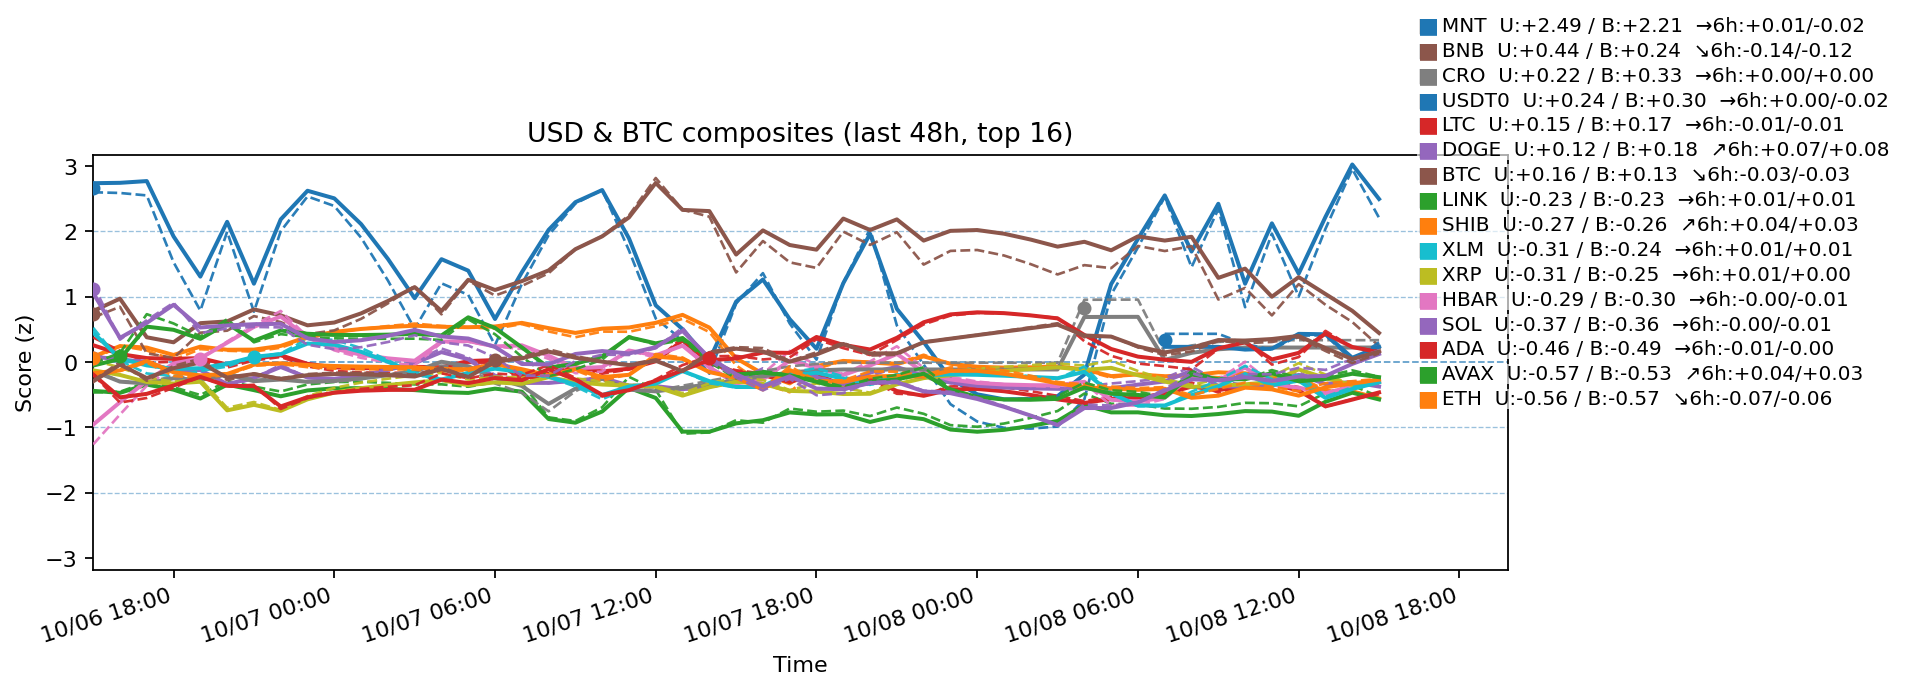 MNT  U:+2.49 / B:+2.21  →6h:+0.01/-0.02
BNB  U:+0.44 / B:+0.24  ↘6h:-0.14/-0.12
CRO  U:+0.22 / B:+0.33  →6h:+0.00/+0.00
USDT0  U:+0.24 / B:+0.30  →6h:+0.00/-0.02
LTC  U:+0.15 / B:+0.17  →6h:-0.01/-0.01
DOGE  U:+0.12 / B:+0.18  ↗6h:+0.07/+0.08
BTC  U:+0.16 / B:+0.13  ↘6h:-0.03/-0.03
LINK  U:-0.23 / B:-0.23  →6h:+0.01/+0.01
SHIB  U:-0.27 / B:-0.26  ↗6h:+0.04/+0.03
XLM  U:-0.31 / B:-0.24  →6h:+0.01/+0.01
XRP  U:-0.31 / B:-0.25  →6h:+0.01/+0.00
HBAR  U:-0.29 / B:-0.30  →6h:-0.00/-0.01
SOL  U:-0.37 / B:-0.36  →6h:-0.00/-0.01
ADA  U:-0.46 / B:-0.49  →6h:-0.01/-0.00
AVAX  U:-0.57 / B:-0.53  ↗6h:+0.04/+0.03
ETH  U:-0.56 / B:-0.57  ↘6h:-0.07/-0.06
USD & BTC composites (last 48h, top 16)
Score (z)
3
2
1
0
−1
−2
−3
10/06 18:00
10/07 00:00
10/07 06:00
10/07 12:00
10/07 18:00
10/08 00:00
10/08 06:00
10/08 12:00
10/08 18:00
Time